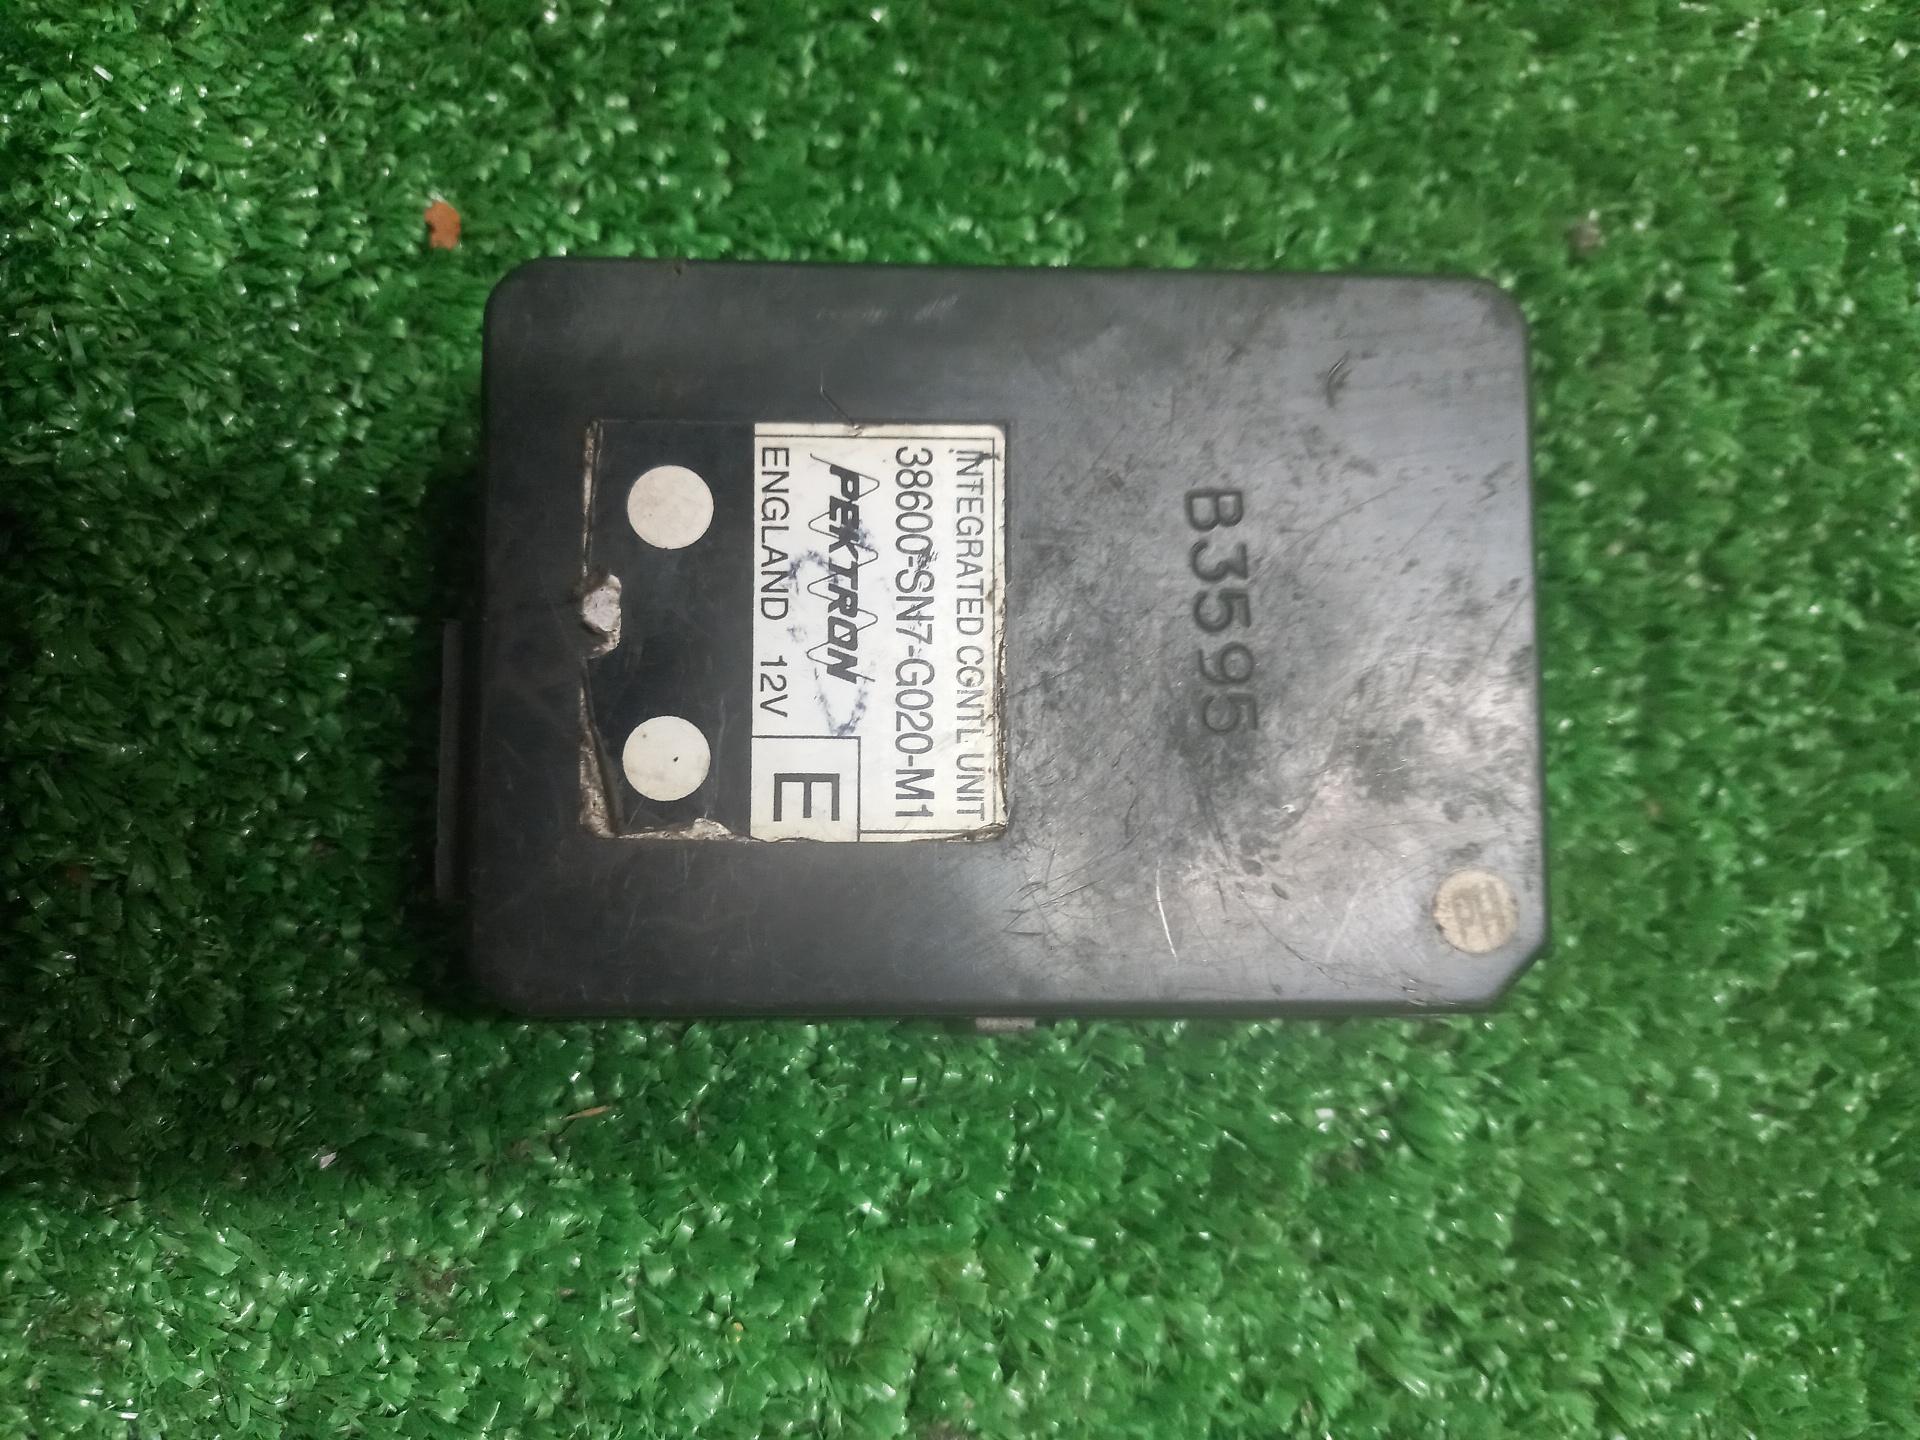 B3595
INTEGRATED CONTL UNIT
38600-SN7-G020-M1
PEKTRON
ENGLAND 12V
E